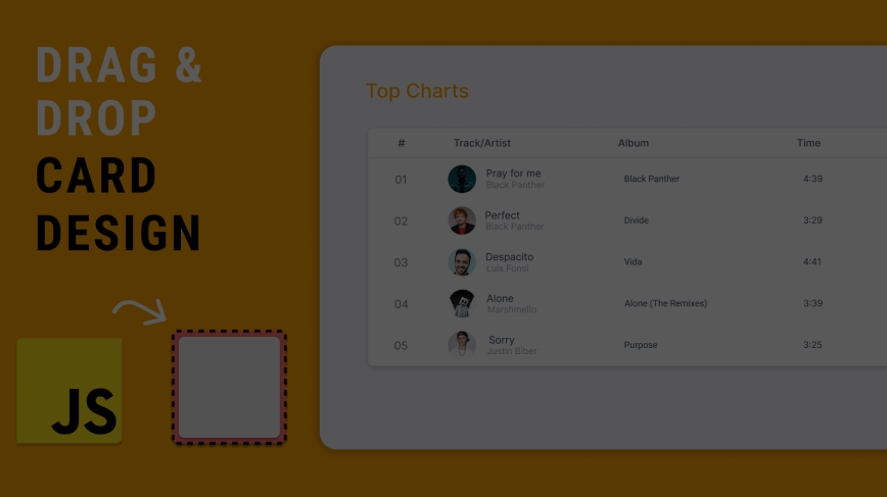 DRAG &
DROP
CARD
DESIGN
JS
Top Charts
# Track/Artist Album Time
01 Pray for me Black Panther 4:39
Black Panther
02 Perfect Divide 3:29
Black Panther
03 Despacito Vida 4:41
Luis Fonsi
04 Alone Alone (The Remixes) 3:39
Marshmello
05 Sorry Purpose 3:25
Justin Biber